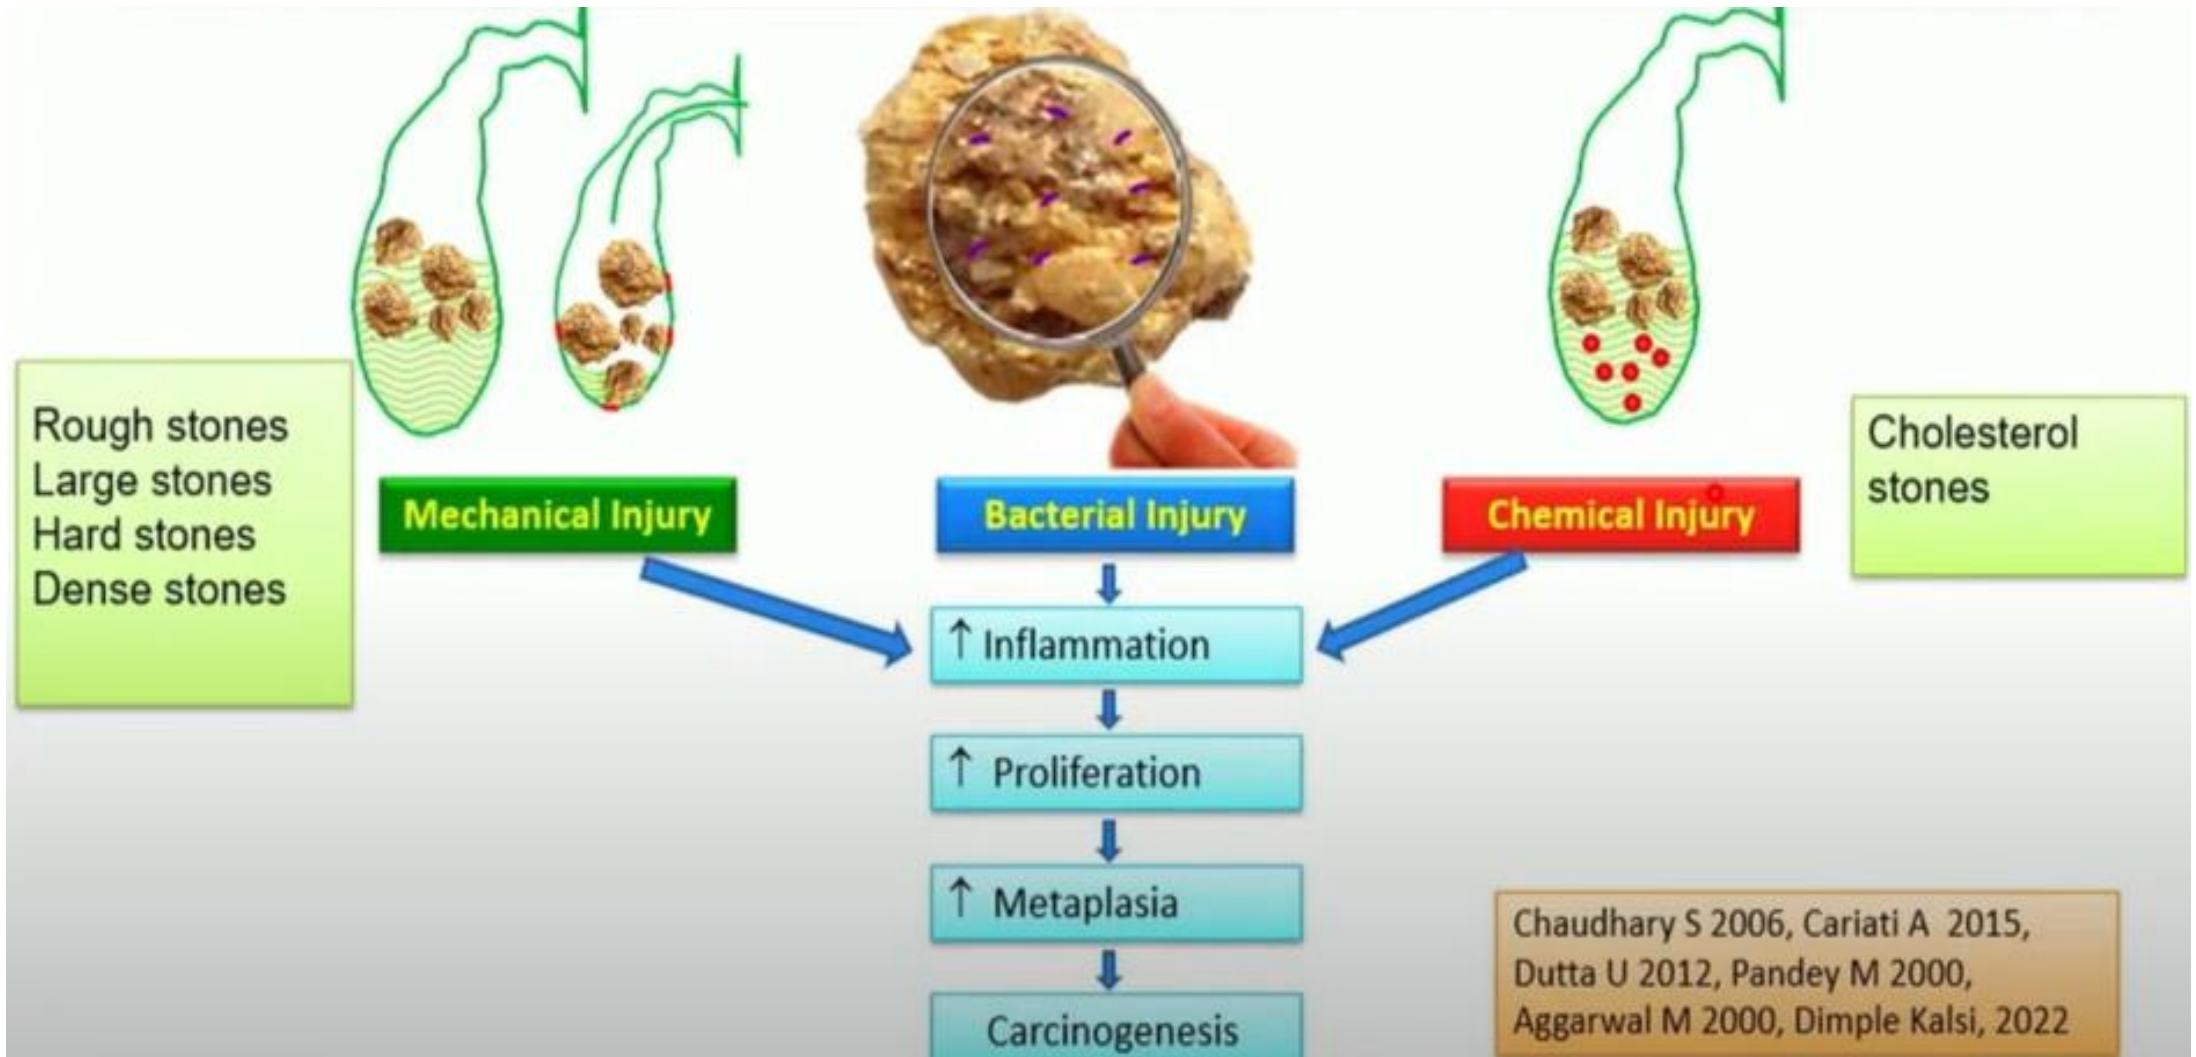 Rough stones
Large stones
Hard stones
Dense stones
Mechanical Injury
Bacterial Injury
Chemical Injury
Cholesterol
stones
↑ Inflammation
↑ Proliferation
↑ Metaplasia
Carcinogenesis
Chaudhary S 2006, Cariati A 2015,
Dutta U 2012, Pandey M 2000,
Aggarwal M 2000, Dimple Kalsi, 2022